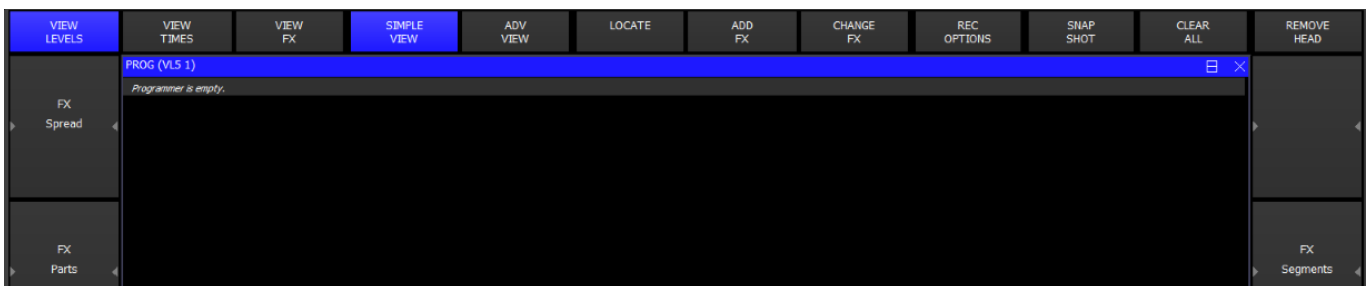 VIEW
LEVELS
VIEW
TIMES
VIEW
FX
SIMPLE
VIEW
ADV
VIEW
LOCATE
ADD
FX
CHANGE
FX
REC
OPTIONS
SNAP
SHOT
CLEAR
ALL
REMOVE
HEAD
PROG (VL5 1)
Programmer is empty.
FX
Spread
FX
Parts
FX
Segments